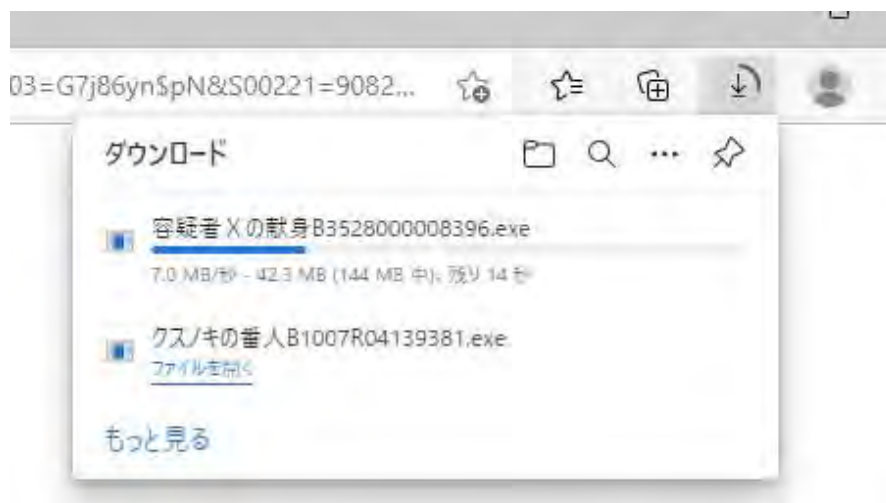 03=G7j86yn$pN&S00221=9082...
ダウンロード
容疑者Xの献身B3528000008396.exe
7.0 MB/秒 - 42.3 MB (144 MB 中)、残り 14 秒
クスノキの番人B1007R04139381.exe
ファイルを開く
もっと見る